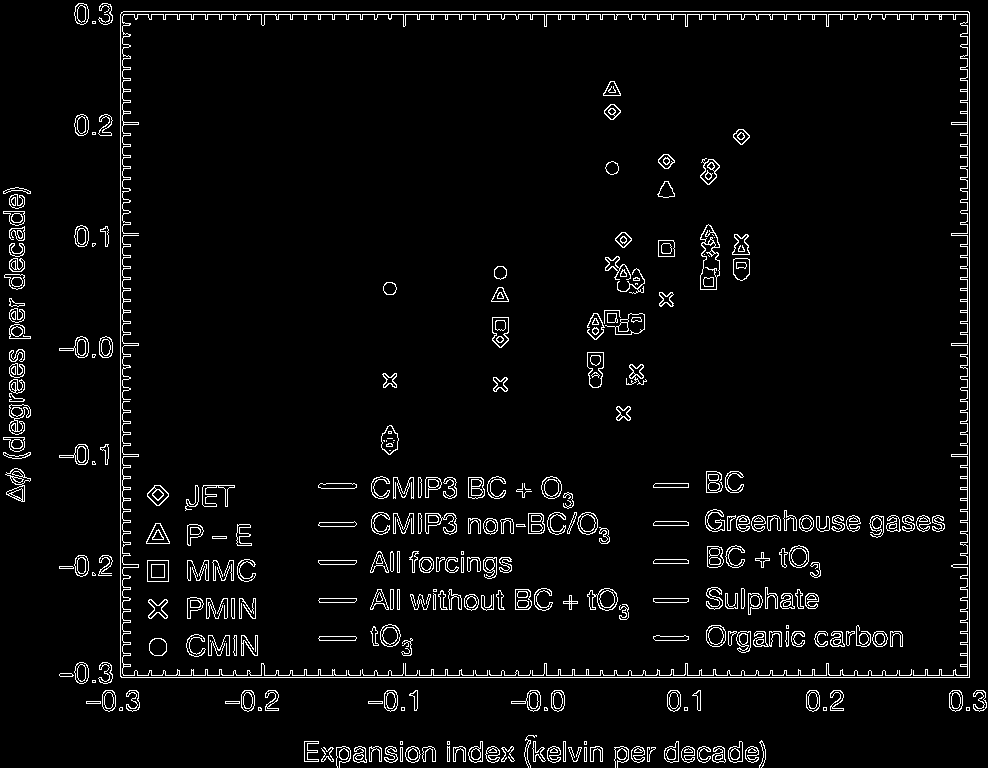 0.3
0.2
0.1
−0.0
−0.1
−0.2
−0.3
Δϕ (degrees per decade)
JET
P − E
MMC
PMIN
CMIN
CMIP3 BC + O₃
CMIP3 non-BC/O₃
All forcings
All without BC + tO₃
tO₃
BC
Greenhouse gases
BC + tO₃
Sulphate
Organic carbon
−0.3 −0.2 −0.1 −0.0 0.1 0.2 0.3
Expansion index (kelvin per decade)